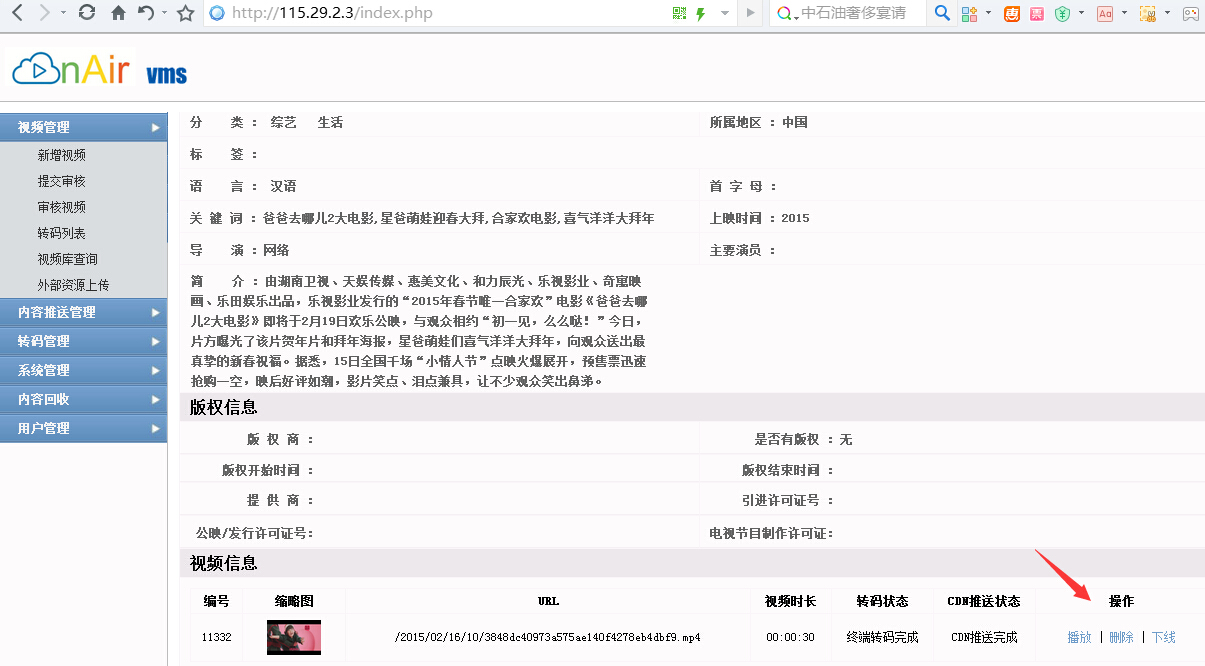 http://115.29.2.3/index.php 中石油奢侈宴请 惠 票 Aa
nAir vms
视频管理
新增视频
提交审核
审核视频
转码列表
视频库查询
外部资源上传
内容推送管理
转码管理
系统管理
内容回收
用户管理
分 类 : 综艺 生活 所属地区 : 中国
标 签 :
语 言 : 汉语 首 字 母 :
关 键 词 : 爸爸去哪儿2大电影,星爸萌娃迎春大拜,合家欢电影,喜气洋洋大拜年 上映时间 : 2015
导 演 : 网络 主要演员 :
简 介 : 由湖南卫视、天娱传媒、惠美文化、和力辰光、乐视影业、奇窒映
画、乐田娱乐出品，乐视影业发行的“2015年春节唯一合家欢”电影《爸爸去哪
儿2大电影》即将于2月19日欢乐公映，与观众相约“初一见，么么哒！”今日，
片方曝光了该片贺年片和拜年海报，星爸萌娃们喜气洋洋大拜年，向观众送出最
真挚的新春祝福。据悉，15日全国千场“小情人节”点映火爆展开，预售票迅速
抢购一空，映后好评如潮，影片笑点、泪点兼具，让不少观众笑出鼻涕。
版权信息
版 权 商 : 是否有版权 : 无
版权开始时间 : 版权结束时间 :
提 供 商 : 引进许可证号 :
公映/发行许可证号: 电视节目制作许可证:
视频信息
编号 缩略图 URL 视频时长 转码状态 CDN推送状态 操作
11332 /2015/02/16/10/3848dc40973a575ae140f4278eb4dbf9.mp4 00:00:30 终端转码完成 CDN推送完成 播放 | 删除 | 下线